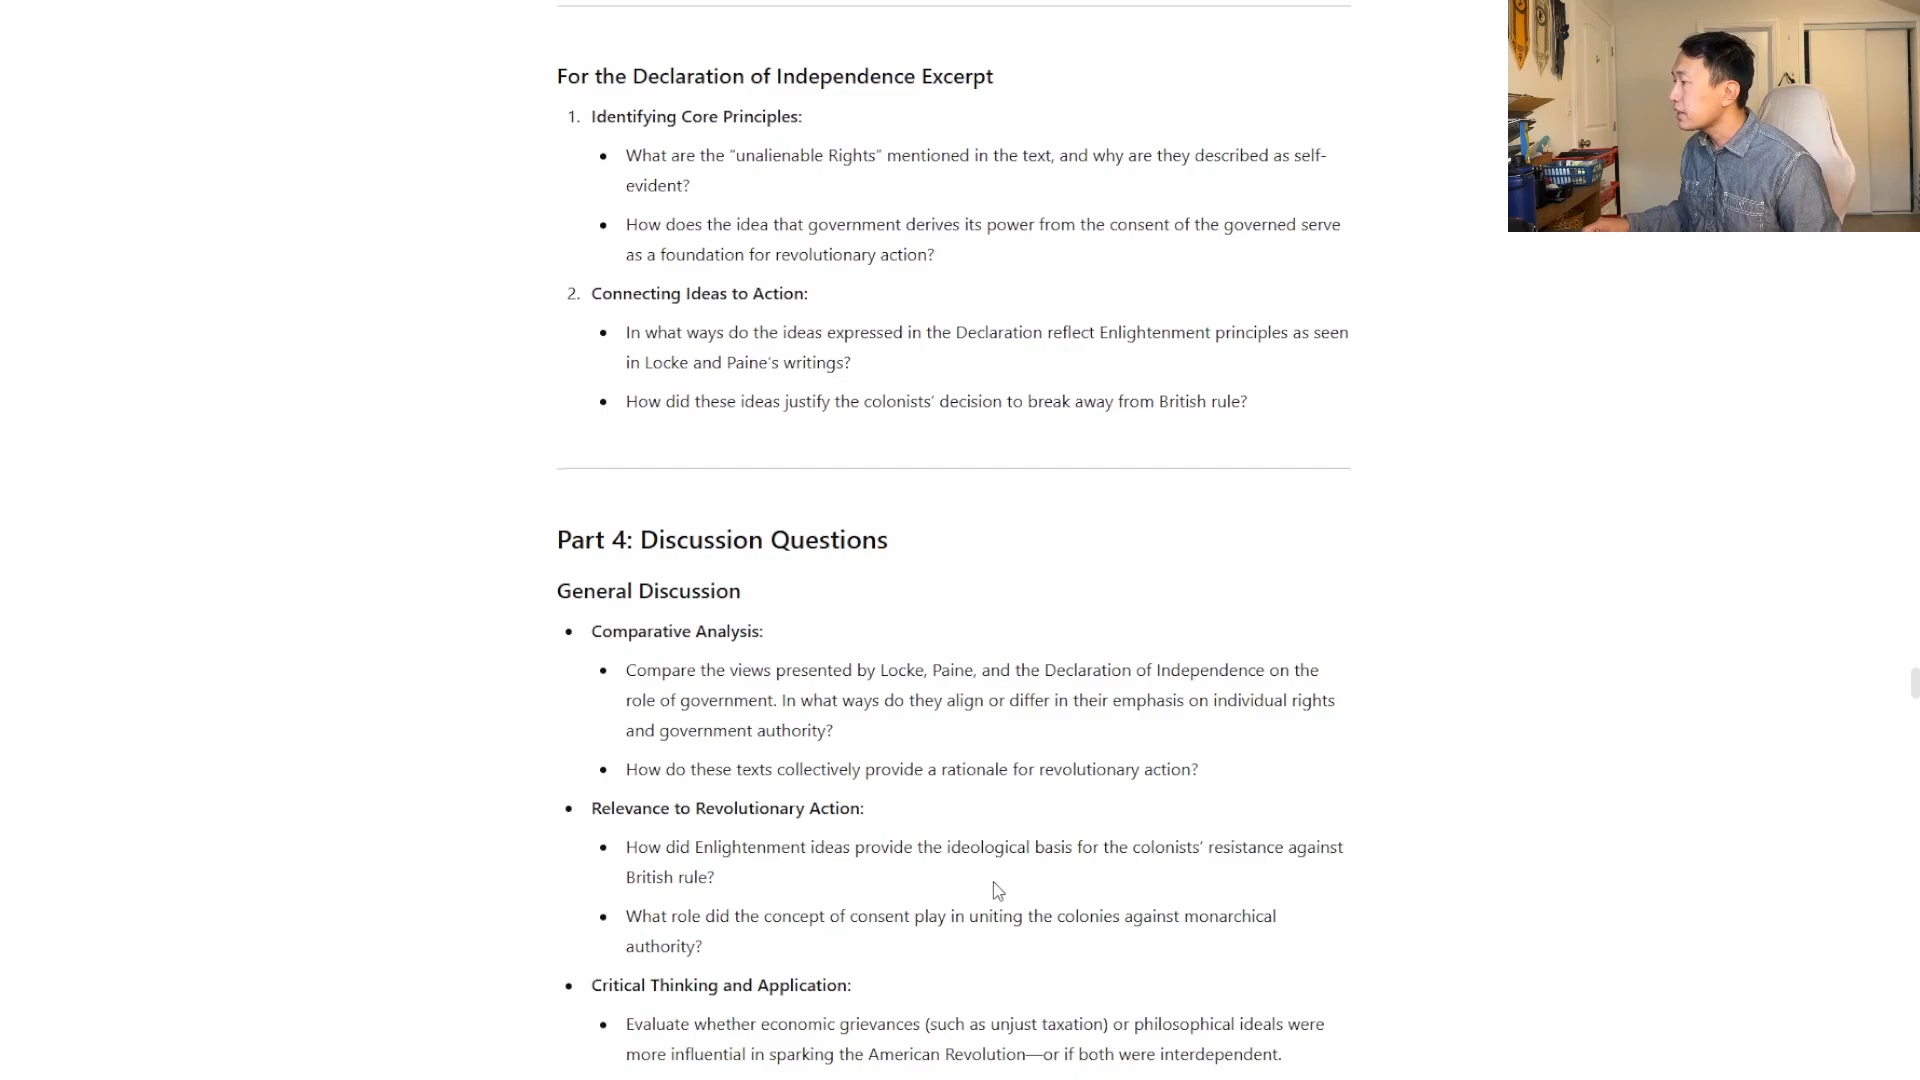 For the Declaration of Independence Excerpt
1. Identifying Core Principles:
• What are the “unalienable Rights” mentioned in the text, and why are they described as self-
evident?
• How does the idea that government derives its power from the consent of the governed serve
as a foundation for revolutionary action?
2. Connecting Ideas to Action:
• In what ways do the ideas expressed in the Declaration reflect Enlightenment principles as seen
in Locke and Paine’s writings?
• How did these ideas justify the colonists’ decision to break away from British rule?
Part 4: Discussion Questions
General Discussion
• Comparative Analysis:
• Compare the views presented by Locke, Paine, and the Declaration of Independence on the
role of government. In what ways do they align or differ in their emphasis on individual rights
and government authority?
• How do these texts collectively provide a rationale for revolutionary action?
• Relevance to Revolutionary Action:
• How did Enlightenment ideas provide the ideological basis for the colonists’ resistance against
British rule?
• What role did the concept of consent play in uniting the colonies against monarchical
authority?
• Critical Thinking and Application:
• Evaluate whether economic grievances (such as unjust taxation) or philosophical ideals were
more influential in sparking the American Revolution—or if both were interdependent.